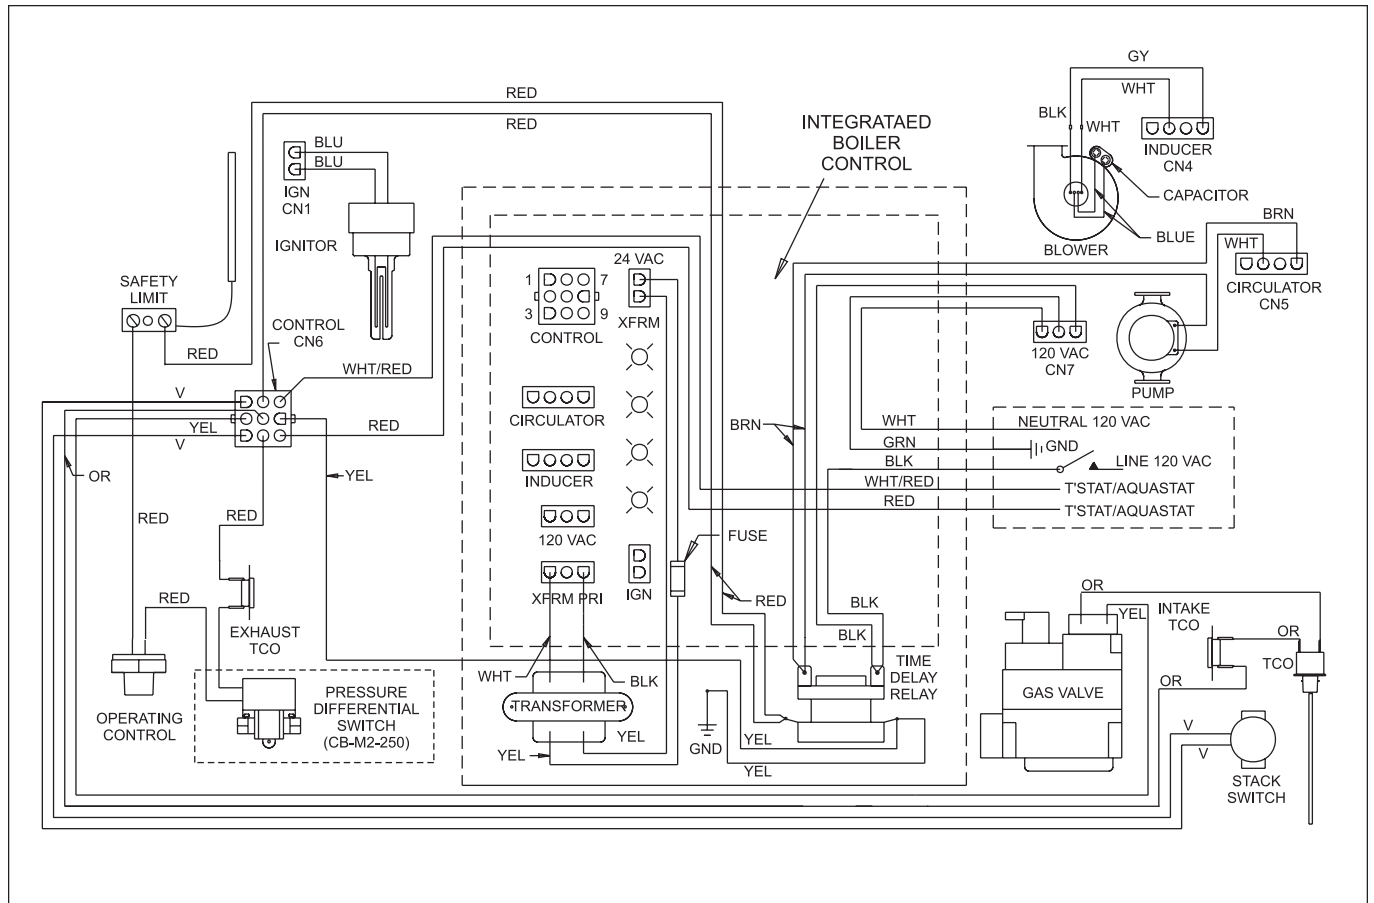 GY
WHT
BLK
WHT
INDUCER
CN4
CAPACITOR
BLUE
BLOWER
BRN
WHT
CIRCULATOR
CN5
PUMP
120 VAC
CN7
RED
RED
INTEGRATAED
BOILER
CONTROL
BLU
BLU
IGN
CN1
IGNITOR
SAFETY
LIMIT
CONTROL
CN6
RED
WHT/RED
V
YEL
V
RED
OR
YEL
RED
RED
RED
EXHAUST
TCO
OPERATING
CONTROL
PRESSURE
DIFFERENTIAL
SWITCH
(CB-M2-250)
24 VAC
1
7
3
9
CONTROL
XFRM
CIRCULATOR
INDUCER
120 VAC
XFRM PRI
IGN
FUSE
RED
BRN
WHT
BLK
TRANSFORMER
YEL
YEL
GND
YEL
YEL
BLK
BLK
TIME
DELAY
RELAY
WHT
GRN
BLK
WHT/RED
RED
NEUTRAL 120 VAC
GND
LINE 120 VAC
T'STAT/AQUASTAT
T'STAT/AQUASTAT
OR
YEL
INTAKE
TCO
OR
TCO
OR
GAS VALVE
V
V
STACK
SWITCH